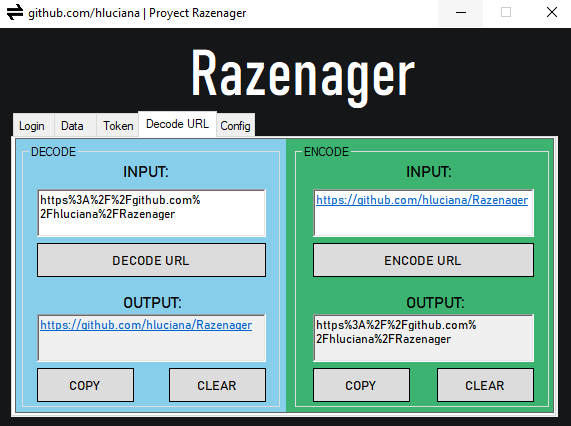 github.com/hluciana | Proyect Razenager
Razenager
Login Data Token Decode URL Config
DECODE
INPUT:
https%3A%2F%2Fgithub.com%
2Fhluciana%2FRazenager
DECODE URL
OUTPUT:
https://github.com/hluciana/Razenager
COPY CLEAR
ENCODE
INPUT:
https://github.com/hluciana/Razenager
ENCODE URL
OUTPUT:
https%3A%2F%2Fgithub.com%
2Fhluciana%2FRazenager
COPY CLEAR